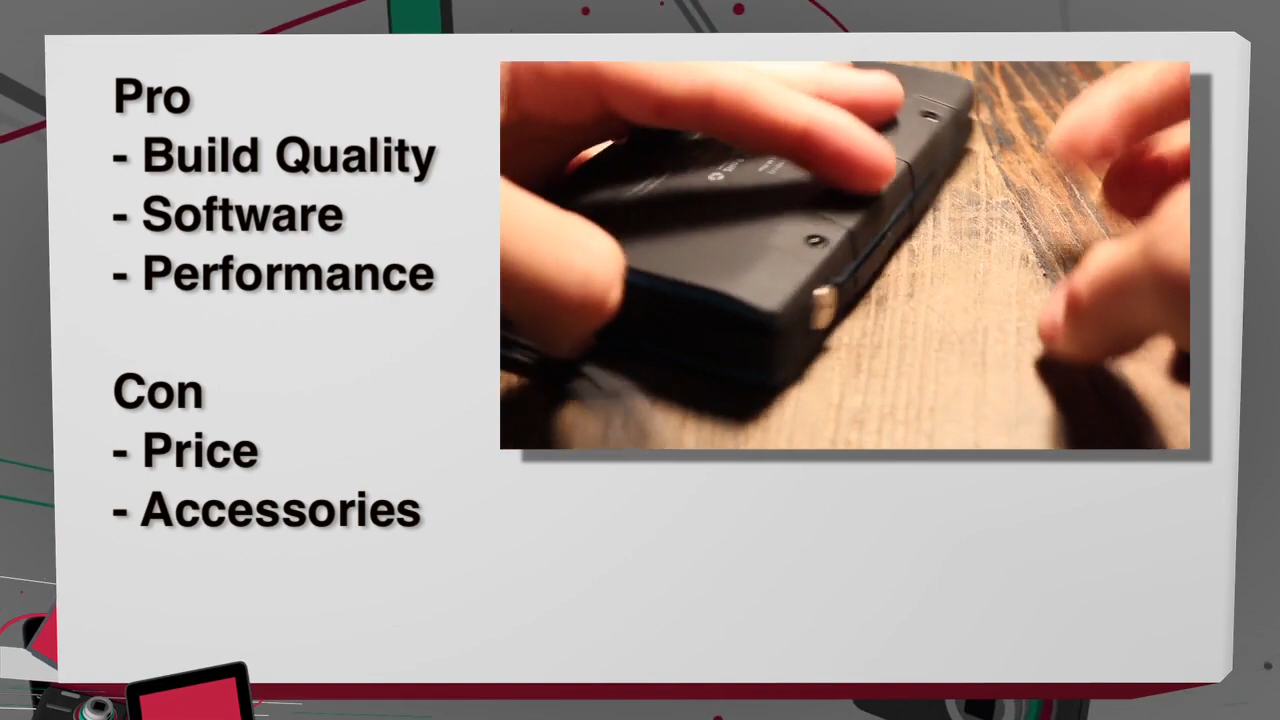 Pro
- Build Quality
- Software
- Performance
Con
- Price
- Accessories